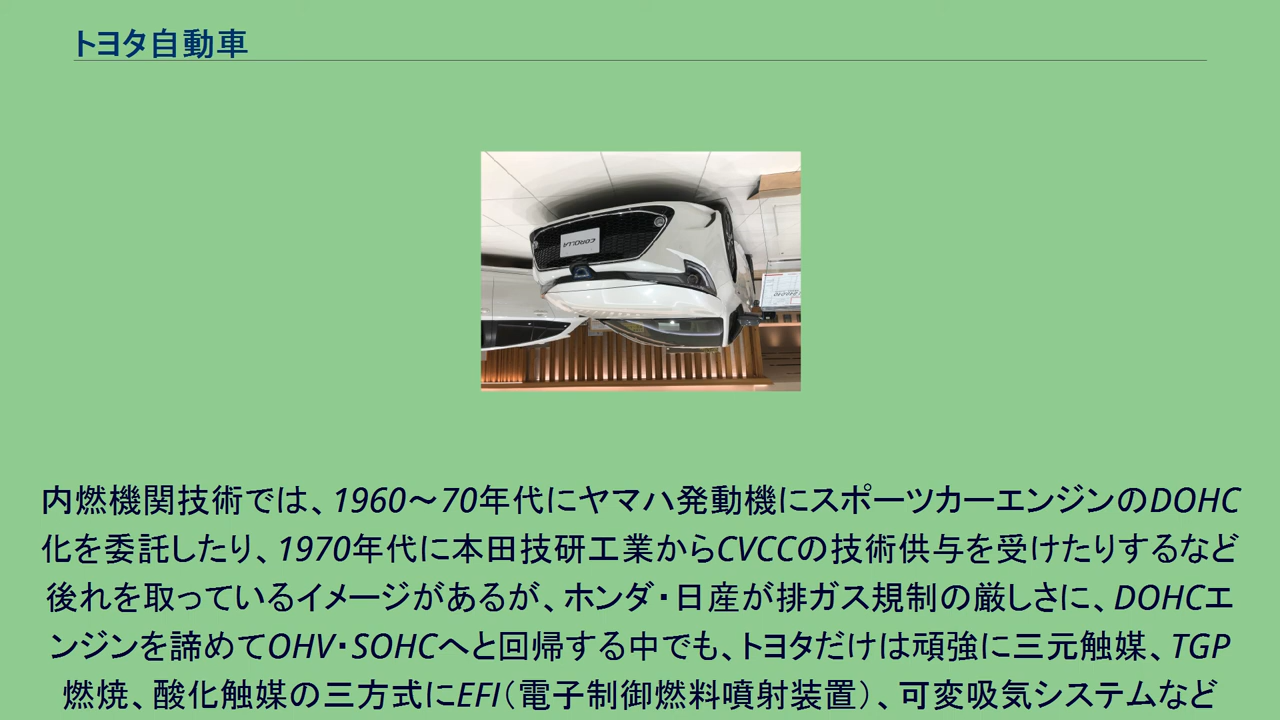 トヨタ自動車
COROLLA
内燃機関技術では、1960〜70年代にヤマハ発動機にスポーツカーエンジンのDOHC
化を委託したり、1970年代に本田技研工業からCVCCの技術供与を受けたりするなど
後れを取っているイメージがあるが、ホンダ・日産が排ガス規制の厳しさに、DOHCエ
ンジンを諦めてOHV・SOHCへと回帰する中でも、トヨタだけは頑強に三元触媒、TGP
燃焼、酸化触媒の三方式にEFI（電子制御燃料噴射装置）、可変吸気システムなど